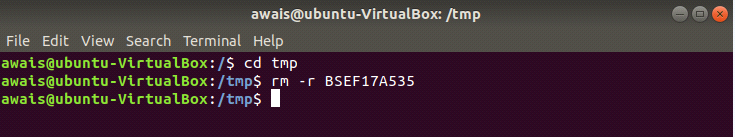 awais@ubuntu-VirtualBox: /tmp
File Edit View Search Terminal Help
awais@ubuntu-VirtualBox:/$ cd tmp
awais@ubuntu-VirtualBox:/tmp$ rm -r BSEF17A535
awais@ubuntu-VirtualBox:/tmp$